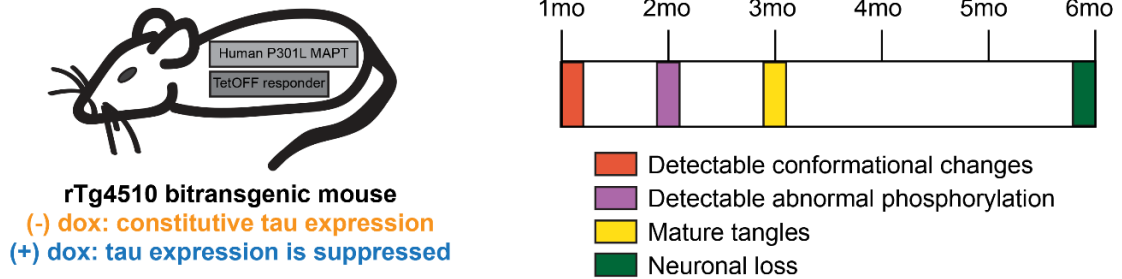 1mo 2mo 3mo 4mo 5mo 6mo
Human P301L MAPT
TetOFF responder
rTg4510 bitransgenic mouse
(-) dox: constitutive tau expression
(+) dox: tau expression is suppressed
Detectable conformational changes
Detectable abnormal phosphorylation
Mature tangles
Neuronal loss